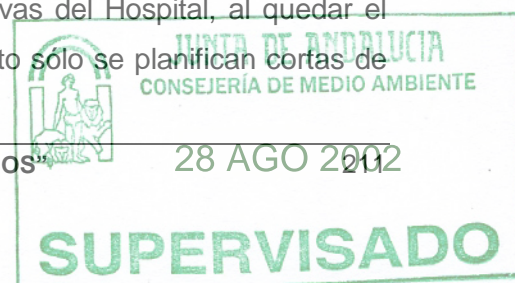 vas del Hospital, al quedar el
to sólo se planifican cortas de
JUNTA DE ANDALUCIA
CONSEJERÍA DE MEDIO AMBIENTE
os”
28 AGO 2002
211
SUPERVISADO